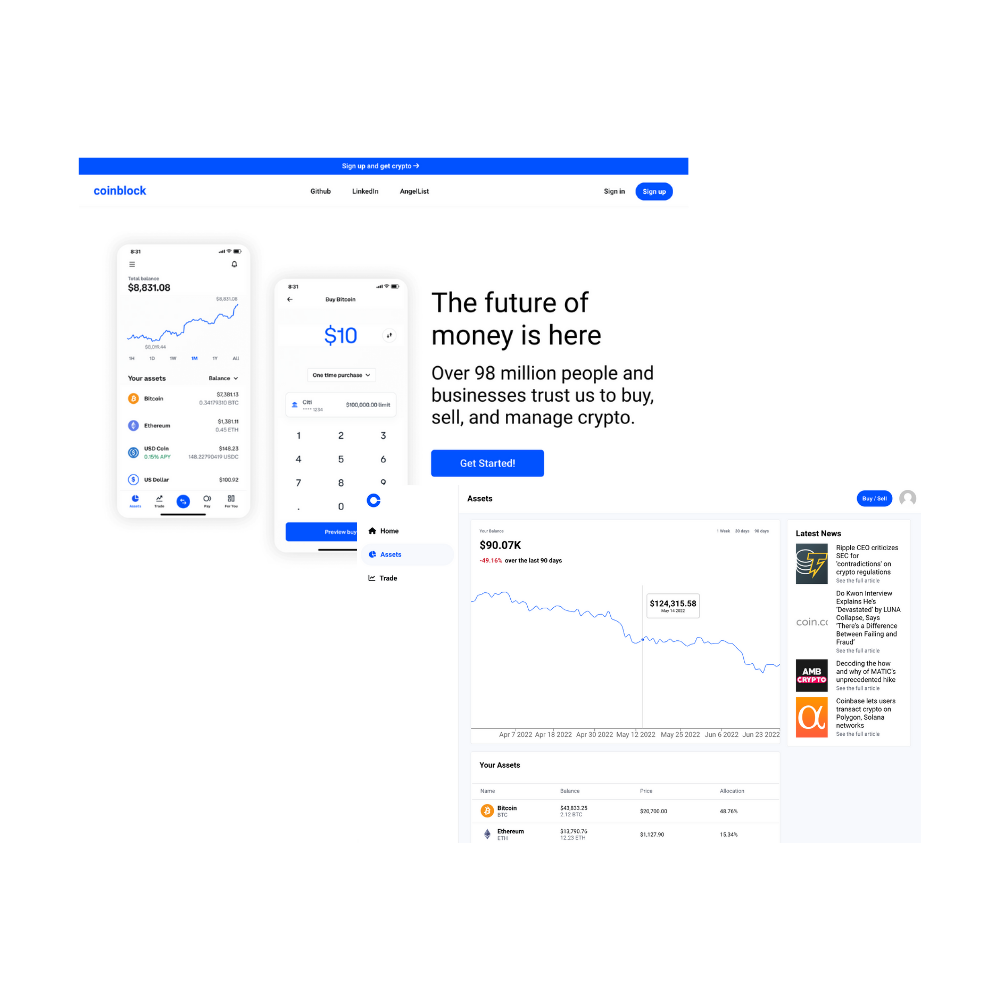 Sign up and get crypto →
coinblock
Github
LinkedIn
AngelList
Sign in
Sign up
8:31
Total balance
$8,831.08
$8,831.08
1H
1D
1W
1M
1Y
ALL
Your assets
Balance
Bitcoin
$7,381.13
0.34179310 BTC
Ethereum
$1,381.11
0.45 ETH
USD Coin
$148.23
0.15% APY
148.22790419 USDC
US Dollar
$100.92
Assets
Trade
Pay
For You
8:31
Buy Bitcoin
$10
One time purchase
Citi
$100,000.00 limit
1 2 3
4 5 6
7 8 9
. 0
Preview buy
The future of
money is here
Over 98 million people and
businesses trust us to buy,
sell, and manage crypto.
Get Started!
Home
Assets
Trade
Assets
Buy / Sell
Your Balance
1 Week 30 days 90 days
$90.07K
-49.16% over the last 90 days
$124,315.58
May 14 2022
Apr 7 2022 Apr 18 2022 Apr 30 2022 May 12 2022 May 25 2022 Jun 6 2022 Jun 23 2022
Latest News
Ripple CEO criticizes
SEC for
'contradictions' on
crypto regulations
See the full article
coin.cc
Do Kwon Interview
Explains He's
'Devastated' by LUNA
Collapse, Says
'There's a Difference
Between Failing and
Fraud'
See the full article
AMB
CRYPTO
Decoding the how
and why of MATIC's
unprecedented hike
See the full article
α
Coinbase lets users
transact crypto on
Polygon, Solana
networks
See the full article
Your Assets
Name Balance Price Allocation
Bitcoin
BTC
$43,833.25
2.12 BTC
$20,700.00
48.76%
Ethereum
ETH
$13,790.76
12.23 ETH
$1,127.90
15.34%